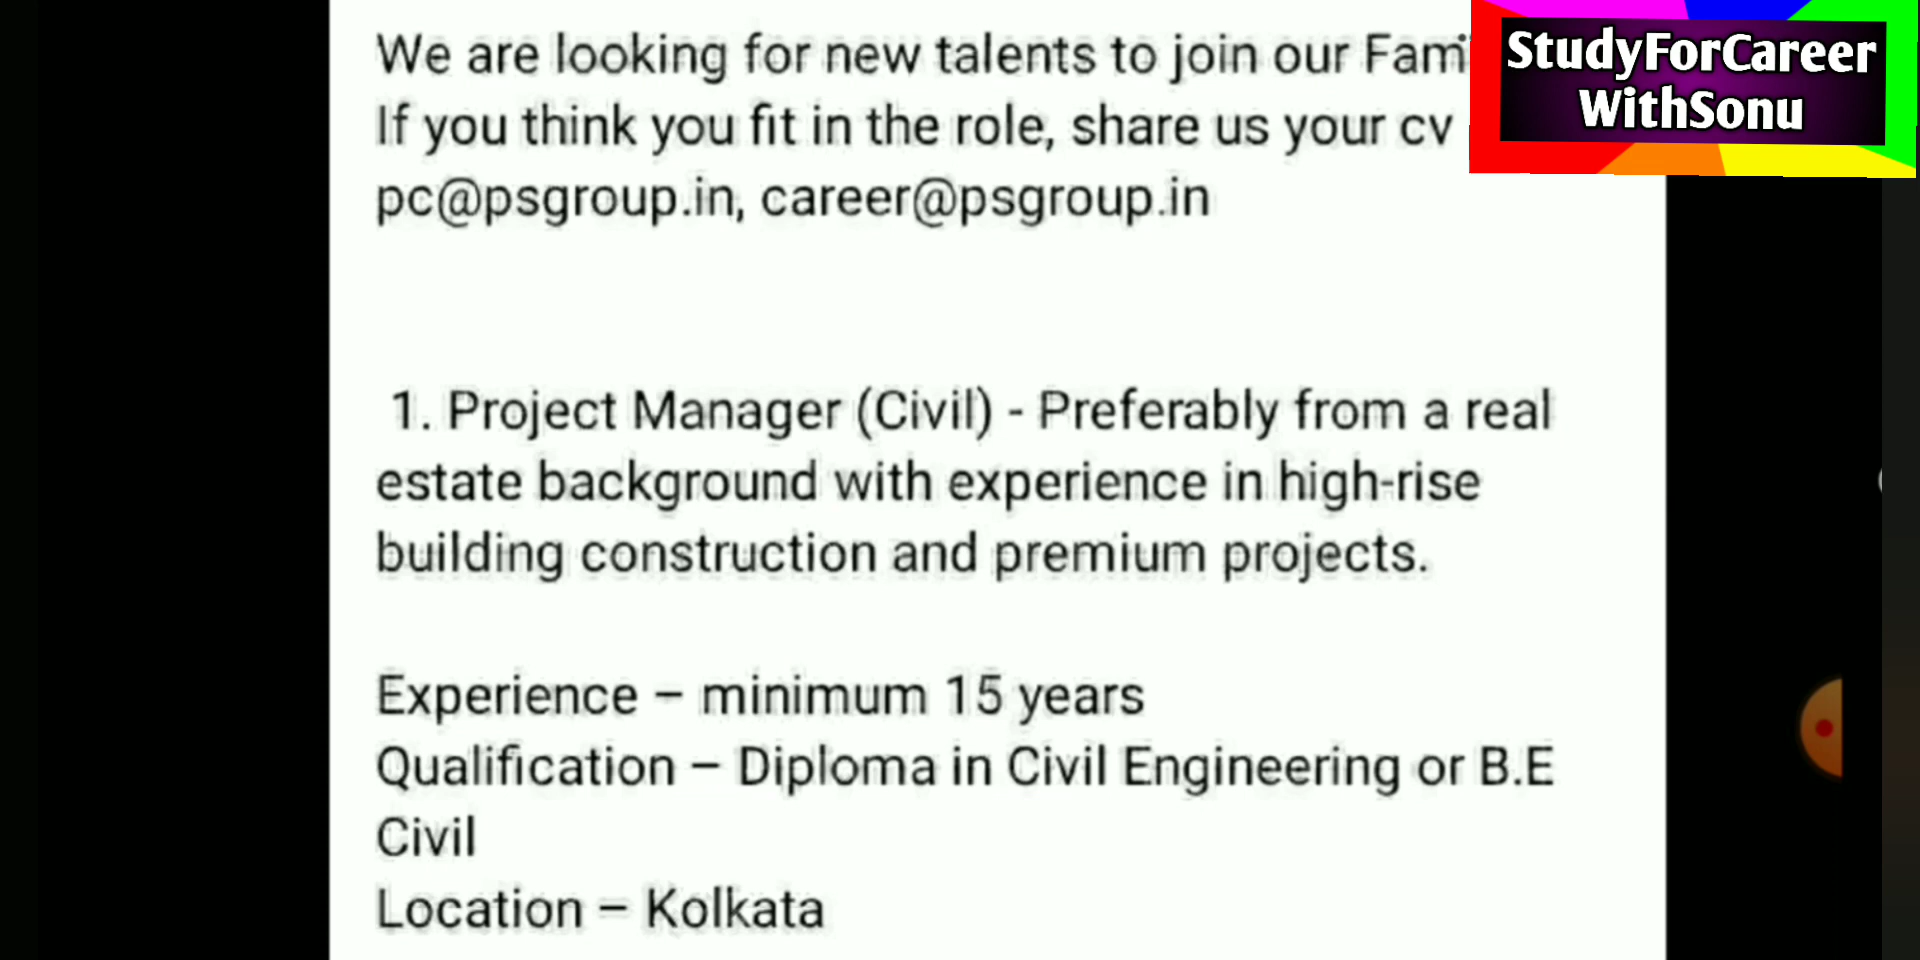 We are looking for new talents to join our Fam
If you think you fit in the role, share us your cv
pc@psgroup.in, career@psgroup.in
1. Project Manager (Civil) - Preferably from a real
estate background with experience in high-rise
building construction and premium projects.
Experience – minimum 15 years
Qualification – Diploma in Civil Engineering or B.E
Civil
Location – Kolkata
StudyForCareer
WithSonu